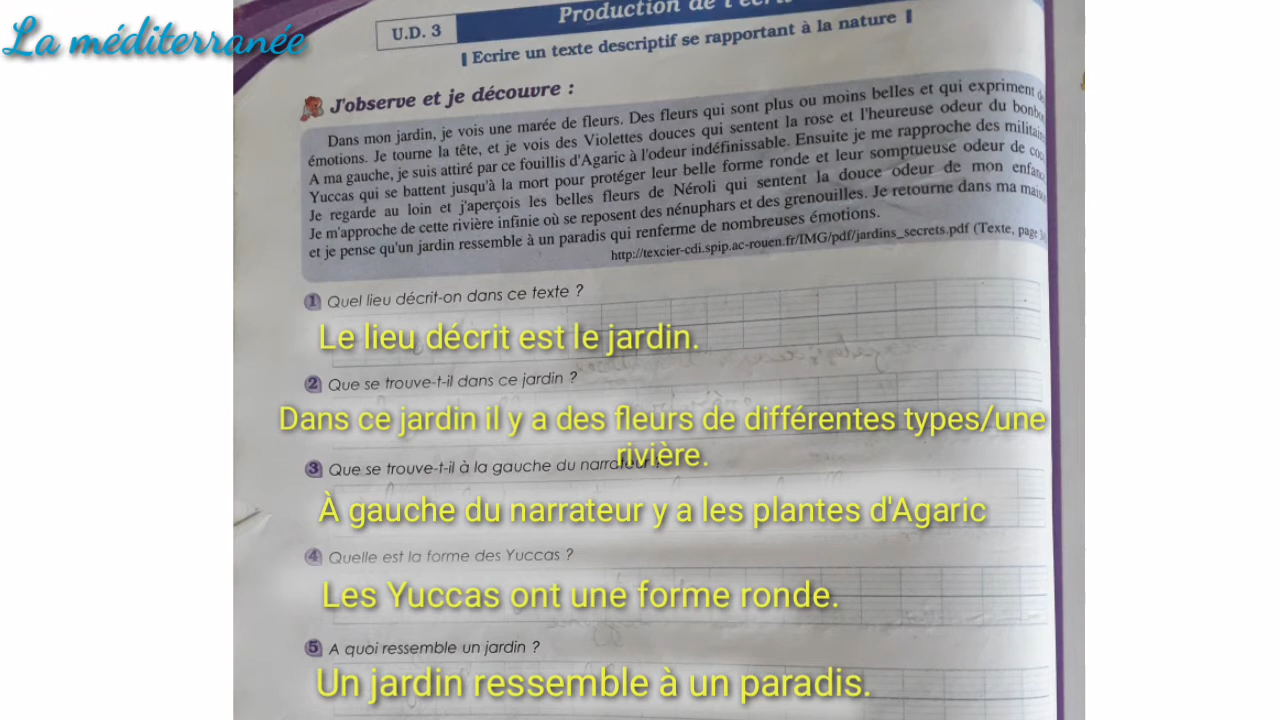 La méditerranée
U.D. 3
Production de l'écrit
Ecrire un texte descriptif se rapportant à la nature
J'observe et je découvre :
Dans mon jardin, je vois une marée de fleurs. Des fleurs qui sont plus ou moins belles et qui expriment
émotions. Je tourne la tête, et je vois des Violettes douces qui sentent la rose et l'heureuse odeur du
A ma gauche, je suis attiré par ce fouillis d'Agaric à l'odeur indéfinissable. Ensuite je me rapproche des
Yuccas qui se battent jusqu'à la mort pour protéger leur belle forme ronde et leur somptueuse odeur de
Je regarde au loin et j'aperçois les belles fleurs de Néroli qui sentent la douce odeur de mon
Je m'approche de cette rivière infinie où se reposent des nénuphars et des grenouilles. Je retourne dans ma
et je pense qu'un jardin ressemble à un paradis qui renferme de nombreuses émotions.
http://texcier-cdi.spip.ac-rouen.fr/IMG/pdf/jardins_secrets.pdf (Texte, page
1 Quel lieu décrit-on dans ce texte ?
Le lieu décrit est le jardin.
2 Que se trouve-t-il dans ce jardin ?
Dans ce jardin il y a des fleurs de différentes types/une
rivière.
3 Que se trouve-t-il à la gauche du narrateur ?
À gauche du narrateur y a les plantes d'Agaric
4 Quelle est la forme des Yuccas ?
Les Yuccas ont une forme ronde.
5 A quoi ressemble un jardin ?
Un jardin ressemble à un paradis.